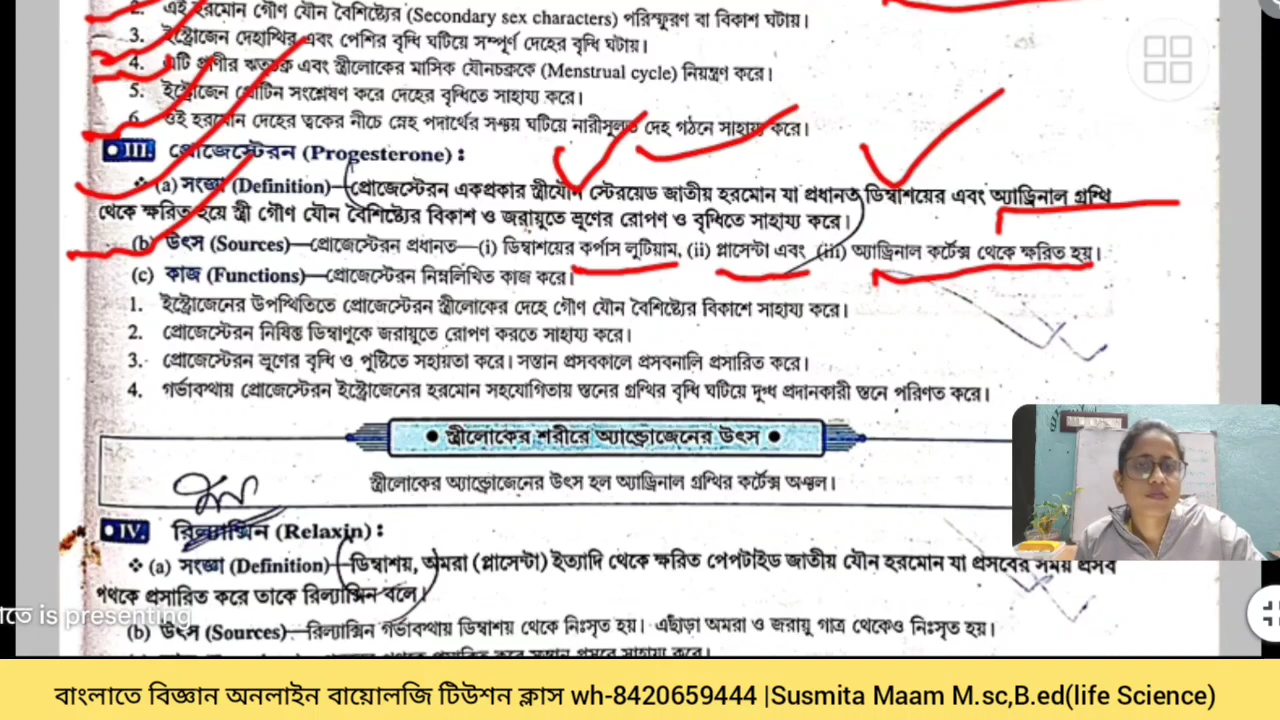 2. এই হরমোন গৌণ যৌন বৈশিষ্ট্যের (Secondary sex characters) পরিস্ফুরণ বা বিকাশ ঘটায়।
3. ইস্ট্রোজেন দেহাস্থির এবং পেশির বৃদ্ধি ঘটিয়ে সম্পূর্ণ দেহের বৃদ্ধি ঘটায়।
4. এটি প্রাণীর ঋতুচক্র এবং স্ত্রীলোকের মাসিক যৌনচক্রকে (Menstrual cycle) নিয়ন্ত্রণ করে।
5. ইস্ট্রোজেন প্রোটিন সংশ্লেষণ করে দেহের বৃদ্ধিতে সাহায্য করে।
6. ওই হরমোন দেহের ত্বকের নীচে স্নেহ পদার্থের সঞ্চয় ঘটিয়ে নারীসুলভ দেহ গঠনে সাহায্য করে।
• III. প্রোজেস্টেরন (Progesterone) :
❖ (a) সংজ্ঞা (Definition)—প্রোজেস্টেরন একপ্রকার স্ত্রীযৌন স্টেরয়েড জাতীয় হরমোন যা প্রধানত ডিম্বাশয়ের এবং অ্যাড্রিনাল গ্রন্থি
থেকে ক্ষরিত হয়ে স্ত্রী গৌণ যৌন বৈশিষ্ট্যের বিকাশ ও জরায়ুতে ভ্রূণের রোপণ ও বৃদ্ধিতে সাহায্য করে।
(b) উৎস (Sources)—প্রোজেস্টেরন প্রধানত—(i) ডিম্বাশয়ের কর্পাস লুটিয়াম, (ii) প্লাসেন্টা এবং (iii) অ্যাড্রিনাল কর্টেক্স থেকে ক্ষরিত হয়।
(c) কাজ (Functions)—প্রোজেস্টেরন নিম্নলিখিত কাজ করে।
1. ইস্ট্রোজেনের উপস্থিতিতে প্রোজেস্টেরন স্ত্রীলোকের দেহে গৌণ যৌন বৈশিষ্ট্যের বিকাশে সাহায্য করে।
2. প্রোজেস্টেরন নিষিক্ত ডিম্বাণুকে জরায়ুতে রোপণ করতে সাহায্য করে।
3. প্রোজেস্টেরন ভ্রূণের বৃদ্ধি ও পুষ্টিতে সহায়তা করে। সন্তান প্রসবকালে প্রসবনালি প্রসারিত করে।
4. গর্ভাবস্থায় প্রোজেস্টেরন ইস্ট্রোজেনের হরমোন সহযোগিতায় স্তনের গ্রন্থির বৃদ্ধি ঘটিয়ে দুগ্ধ প্রদানকারী স্তনে পরিণত করে।
• স্ত্রীলোকের শরীরে অ্যান্ড্রোজেনের উৎস •
স্ত্রীলোকের অ্যান্ড্রোজেনের উৎস হল অ্যাড্রিনাল গ্রন্থির কর্টেক্স অঞ্চল।
• IV. রিল্যাক্সিন (Relaxin) :
❖ (a) সংজ্ঞা (Definition)—ডিম্বাশয়, অমরা (প্লাসেন্টা) ইত্যাদি থেকে ক্ষরিত পেপটাইড জাতীয় যৌন হরমোন যা প্রসবের সময় প্রসব
পথকে প্রসারিত করে তাকে রিল্যাক্সিন বলে।
াতে is presenting
(b) উৎস (Sources)—রিল্যাক্সিন গর্ভাবস্থায় ডিম্বাশয় থেকে নিঃসৃত হয়। এছাড়া অমরা ও জরায়ু গাত্র থেকেও নিঃসৃত হয়।
বাংলাতে বিজ্ঞান অনলাইন বায়োলজি টিউশন ক্লাস wh-8420659444 |Susmita Maam M.sc,B.ed(life Science)